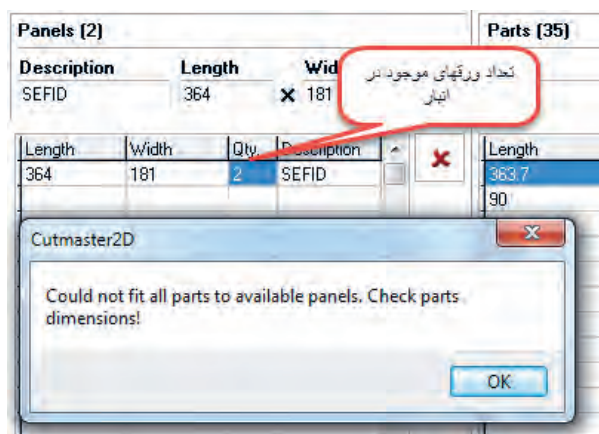 Panels (2)
Parts (35)
Description Length Wid
SEFID 364 × 181
تعداد ورقهای موجود در
انبار
Length Width Qty Description
364 181 2 SEFID
Length
363.7
90
Cutmaster2D
Could not fit all parts to available panels. Check parts
dimensions!
OK